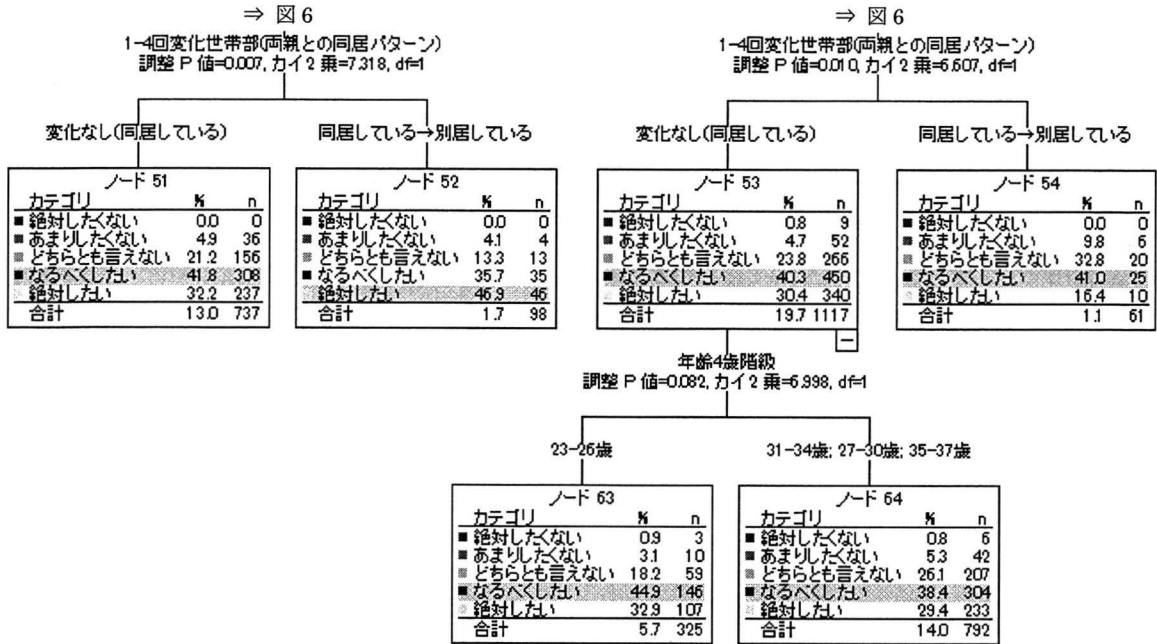 ⇒ 図6
1-4回変化世帯部(両親との同居パターン)
調整 P 値=0.007, カイ2 乗=7.318, df=1
変化なし(同居している)
同居している→別居している
ノード 51
カテゴリ % n
絶対したくない 0.0 0
あまりしたくない 4.9 36
どちらとも言えない 21.2 156
なるべくしたい 41.8 308
絶対したい 32.2 237
合計 13.0 737
ノード 52
カテゴリ % n
絶対したくない 0.0 0
あまりしたくない 4.1 4
どちらとも言えない 13.3 13
なるべくしたい 35.7 35
絶対したい 46.9 46
合計 1.7 98
⇒ 図6
1-4回変化世帯部(両親との同居パターン)
調整 P 値=0.010, カイ2 乗=6.607, df=1
変化なし(同居している)
同居している→別居している
ノード 53
カテゴリ % n
絶対したくない 0.8 9
あまりしたくない 4.7 52
どちらとも言えない 23.8 266
なるべくしたい 40.3 450
絶対したい 30.4 340
合計 19.7 1117
ノード 54
カテゴリ % n
絶対したくない 0.0 0
あまりしたくない 9.8 6
どちらとも言えない 32.8 20
なるべくしたい 41.0 25
絶対したい 16.4 10
合計 1.1 61
年齢4歳階級
調整 P 値=0.082, カイ2 乗=6.998, df=1
23-26歳
31-34歳; 27-30歳; 35-37歳
ノード 63
カテゴリ % n
絶対したくない 0.9 3
あまりしたくない 3.1 10
どちらとも言えない 18.2 59
なるべくしたい 44.9 146
絶対したい 32.9 107
合計 5.7 325
ノード 64
カテゴリ % n
絶対したくない 0.8 6
あまりしたくない 5.3 42
どちらとも言えない 26.1 207
なるべくしたい 38.4 304
絶対したい 29.4 233
合計 14.0 792